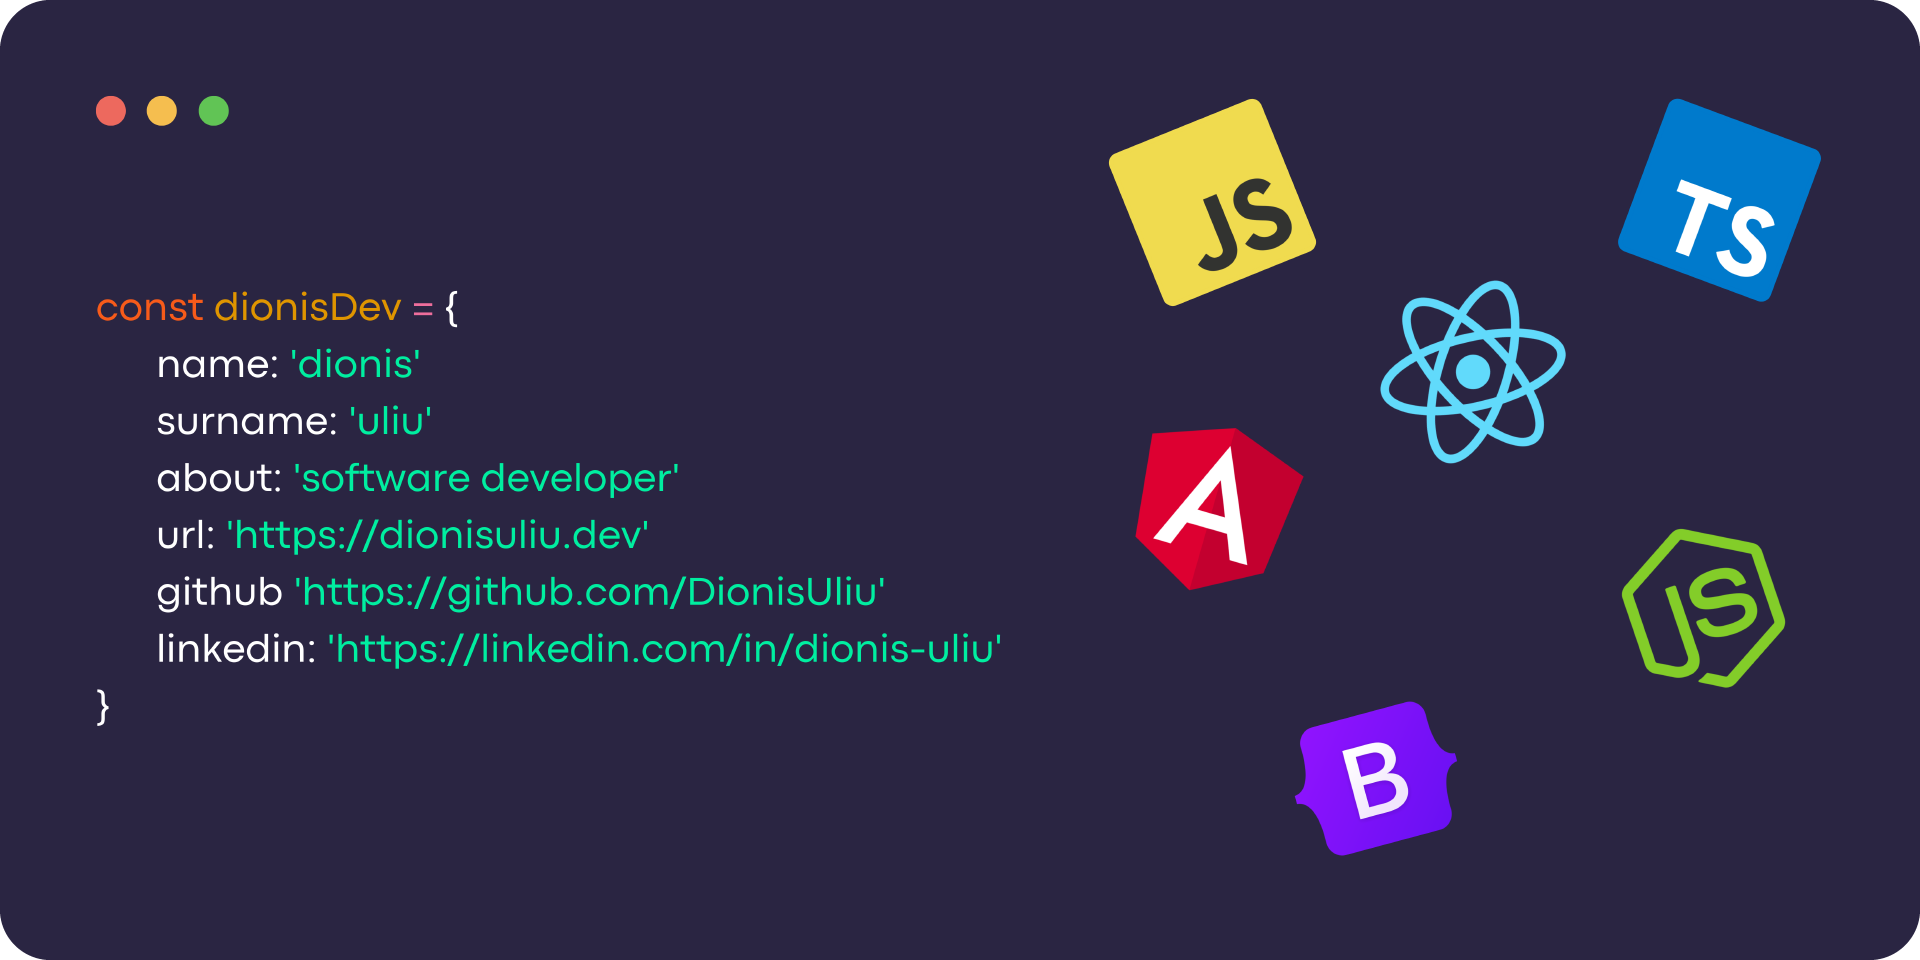 const dionisDev = {
name: 'dionis'
surname: 'uliu'
about: 'software developer'
url: 'https://dionisuliu.dev'
github 'https://github.com/DionisUliu'
linkedin: 'https://linkedin.com/in/dionis-uliu'
}
JS
TS
A
JS
B